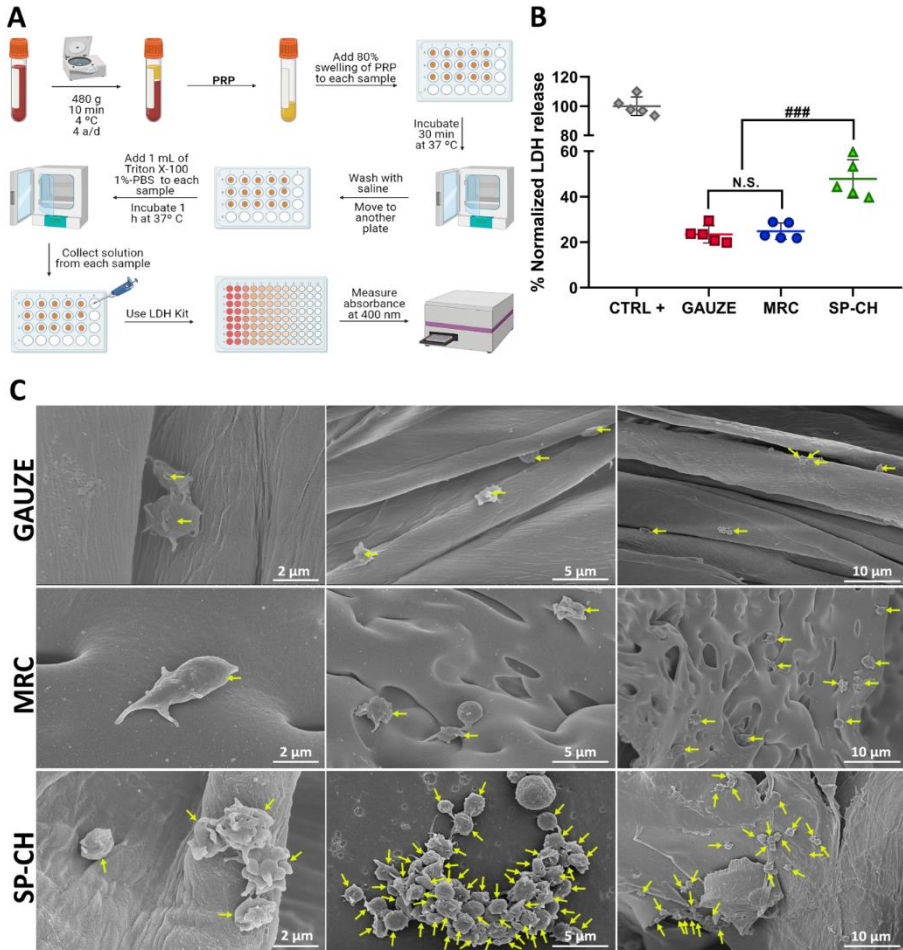 A
480 g
10 min
4 ºC
4 a/d
PRP
Add 80%
swelling of PRP
to each sample
Incubate
30 min
at 37 ºC
Wash with
saline
Move to
another
plate
Add 1 mL of
Triton X-100
1%-PBS to each
sample
Incubate 1
h at 37º C
Collect solution
from each sample
Use LDH Kit
Measure
absorbance
at 400 nm
B
% Normalized LDH release
120
100
80
60
40
20
0
N.S.
###
CTRL + GAUZE MRC SP-CH
C
GAUZE
2 µm
5 µm
10 µm
MRC
2 µm
5 µm
10 µm
SP-CH
2 µm
5 µm
10 µm